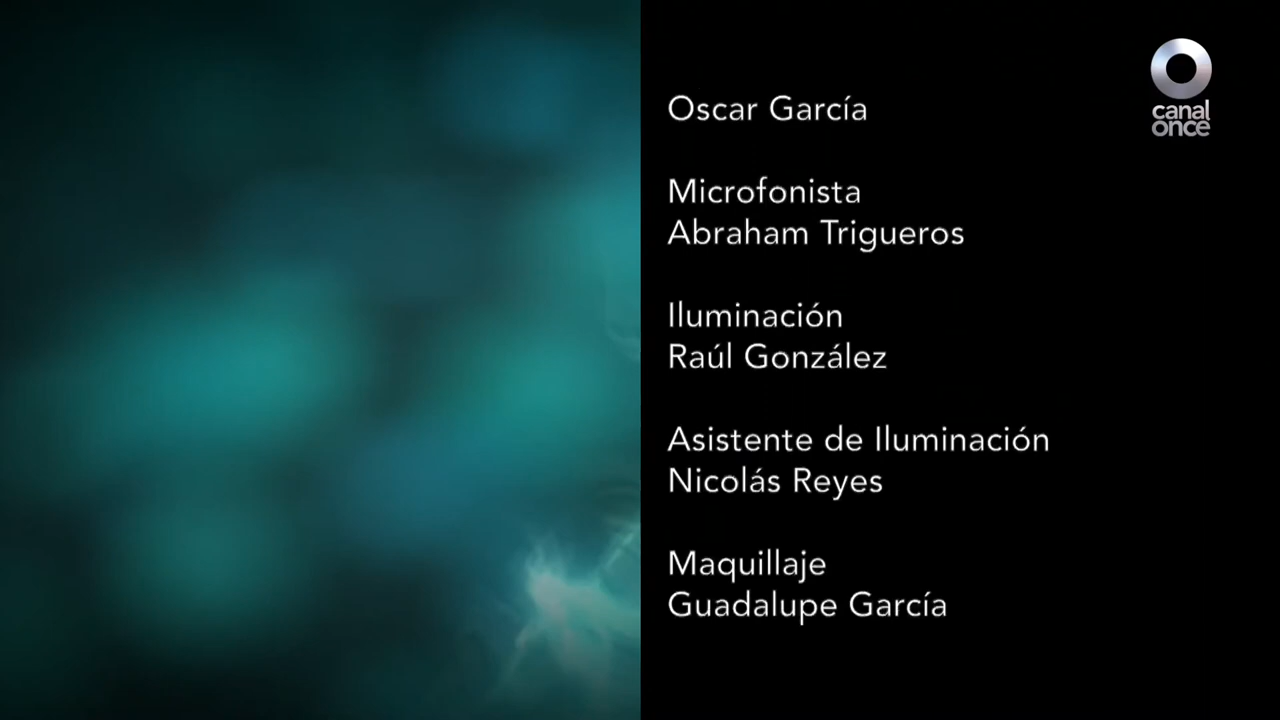 Oscar García
Microfonista
Abraham Trigueros
Iluminación
Raúl González
Asistente de Iluminación
Nicolás Reyes
Maquillaje
Guadalupe García
canal
once